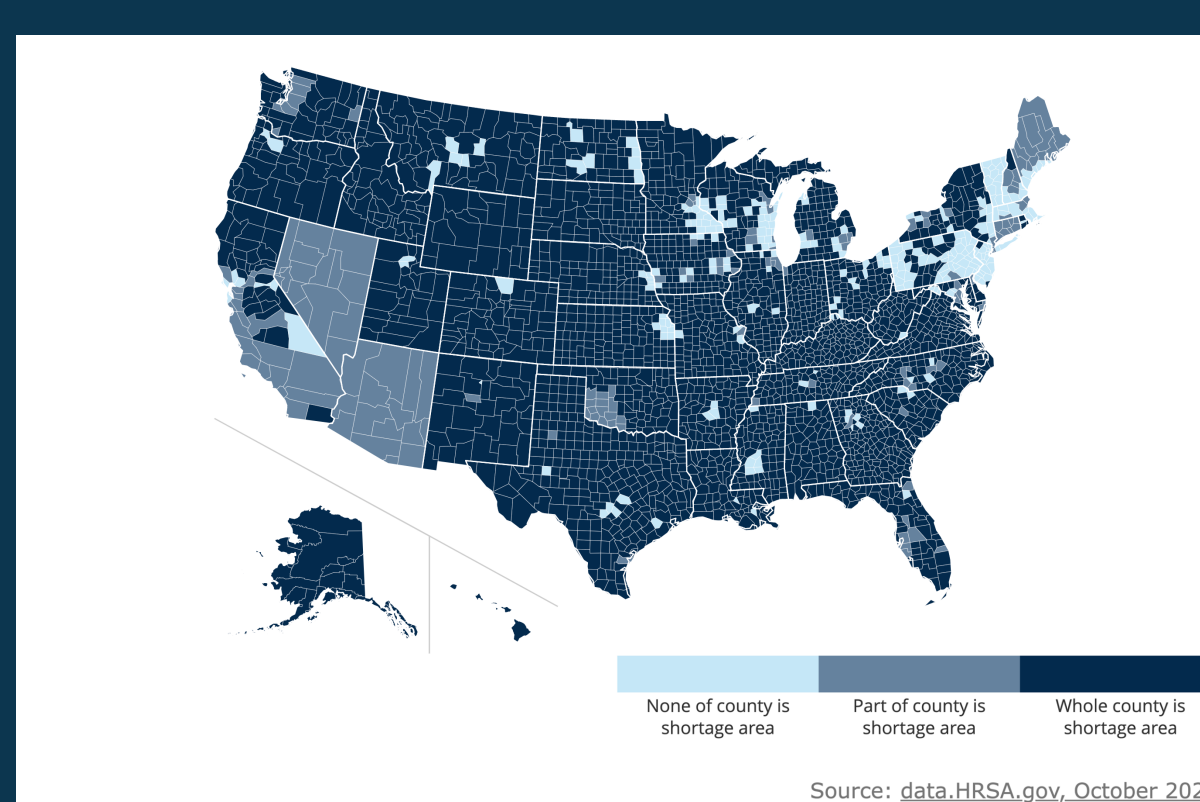 None of county is
shortage area
Part of county is
shortage area
Whole county is
shortage area
Source: data.HRSA.gov, October 202